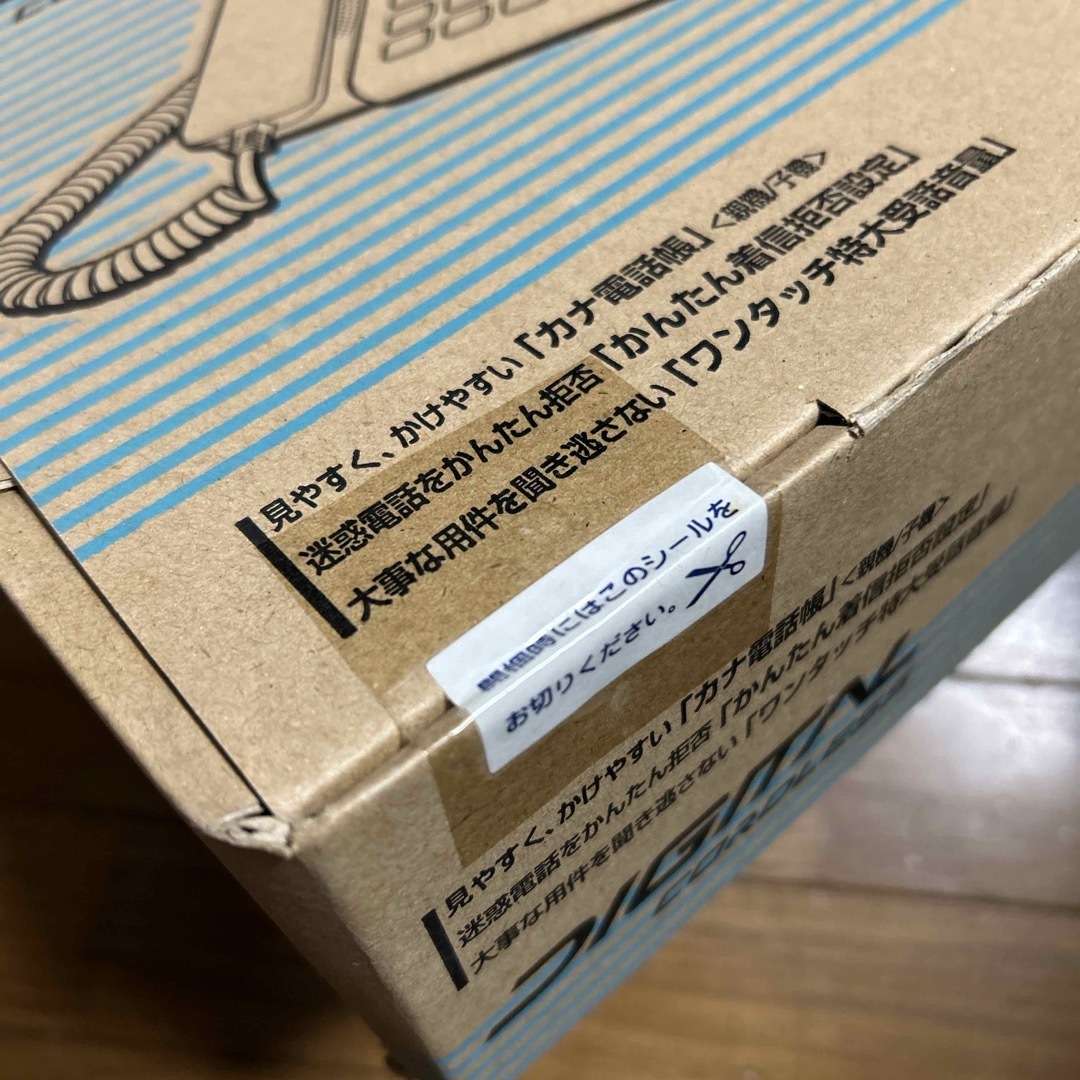 見やすく、かけやすい「カナ電話帳」<親機/子機>
迷惑電話をかんたん拒否「かんたん着信拒否設定」
大事な用件を聞き逃さない「ワンタッチ特大受話音量」
開梱時にはこのシールを
お切りください。
見やすく、かけやすい「カナ電話帳」<親機/子機>
迷惑電話をかんたん拒否「かんたん着信拒否設定」
大事な用件を聞き逃さない「ワンタッチ特大受話音量」
DIGITAL
CORDLESS